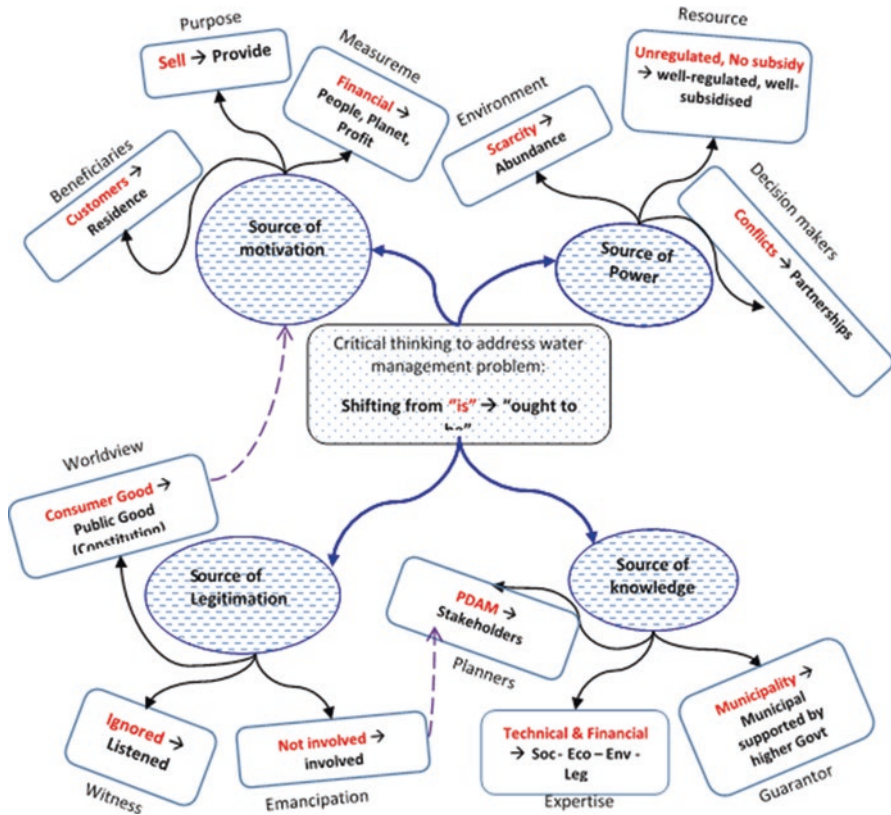 Purpose
Sell → Provide
Measureme
Financial →
People, Planet,
Profit
Beneficiaries
Customers →
Residence
Source of
motivation
Resource
Unregulated, No subsidy
→ well-regulated, well-
subsidised
Environment
Scarcity →
Abundance
Decision makers
Conflicts → Partnerships
Source of
Power
Critical thinking to address water
management problem:
Shifting from “is” → “ought to
be”
Worldview
Consumer Good →
Public Good
(Constitution)
Source of
Legitimation
Ignored →
Listened
Witness
Not involved →
involved
Emancipation
Source of
knowledge
PDAM →
Stakeholders
Planners
Technical & Financial
→ Soc - Eco – Env -
Leg
Expertise
Municipality →
Municipal
supported by
higher Govt
Guarantor